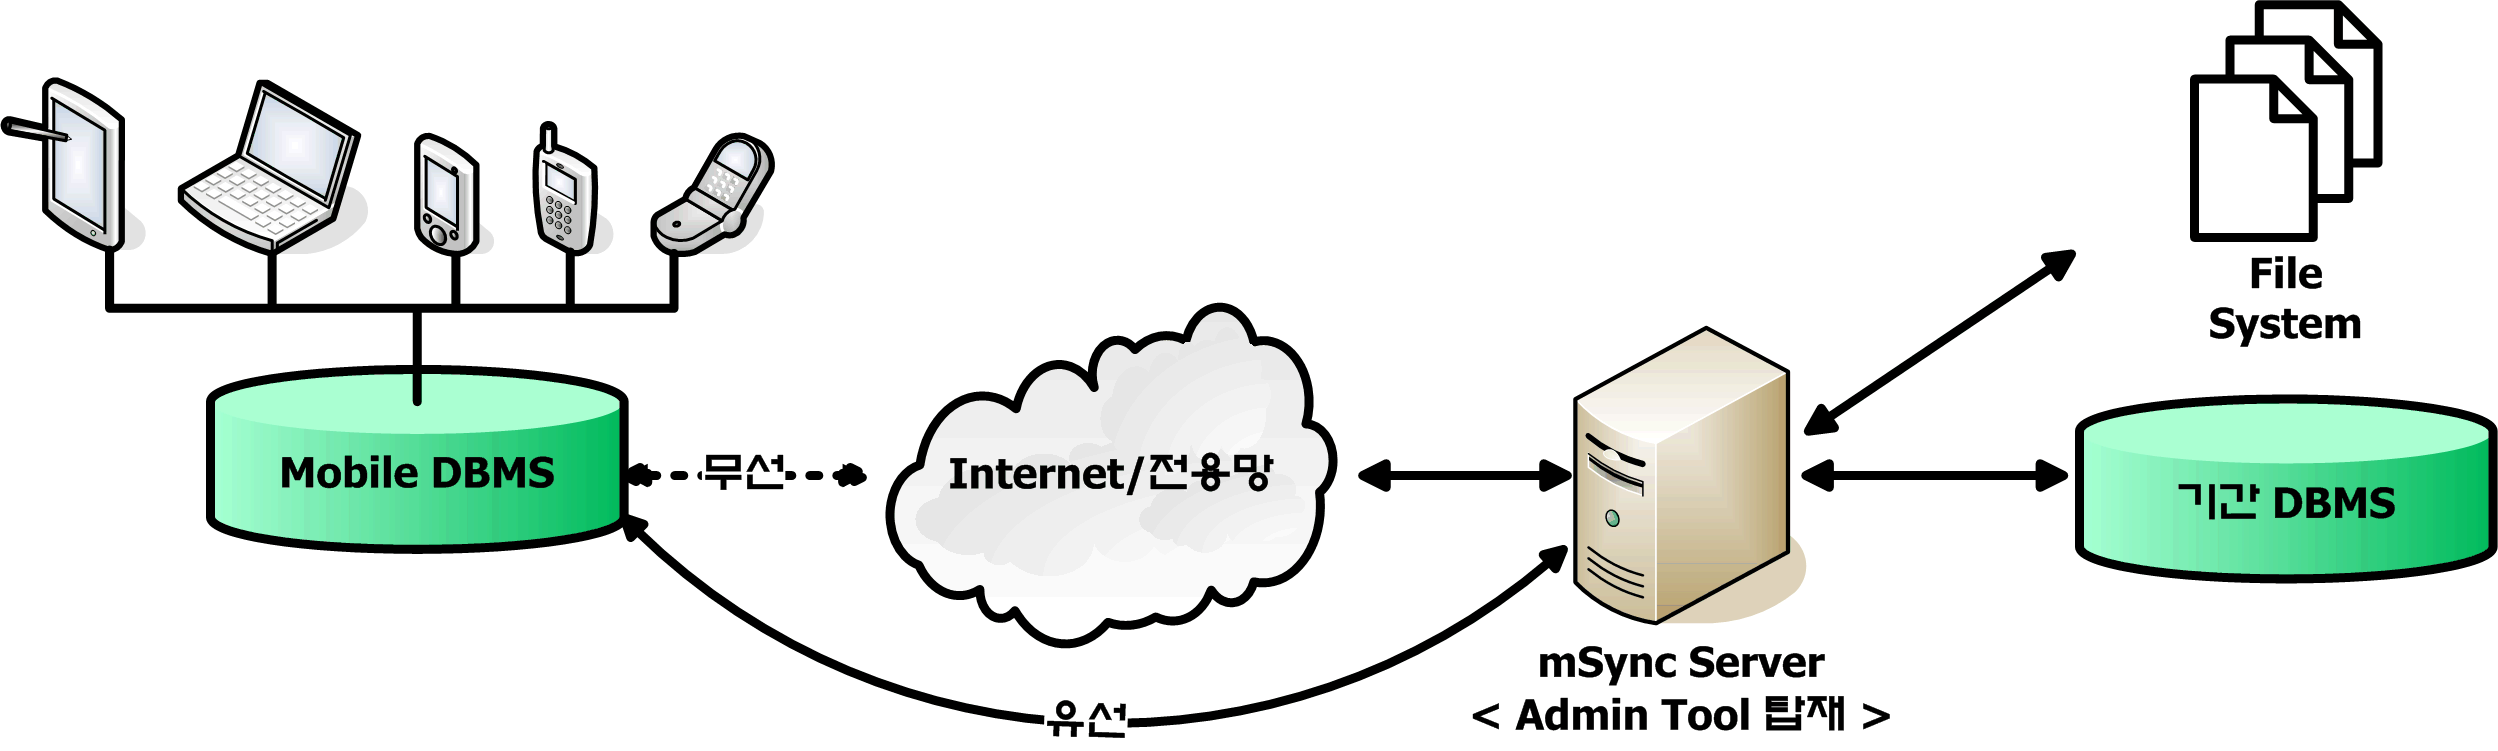 File
System
Mobile DBMS
무선
Internet/전용망
기간 DBMS
mSync Server
< Admin Tool 탑재 >
유선